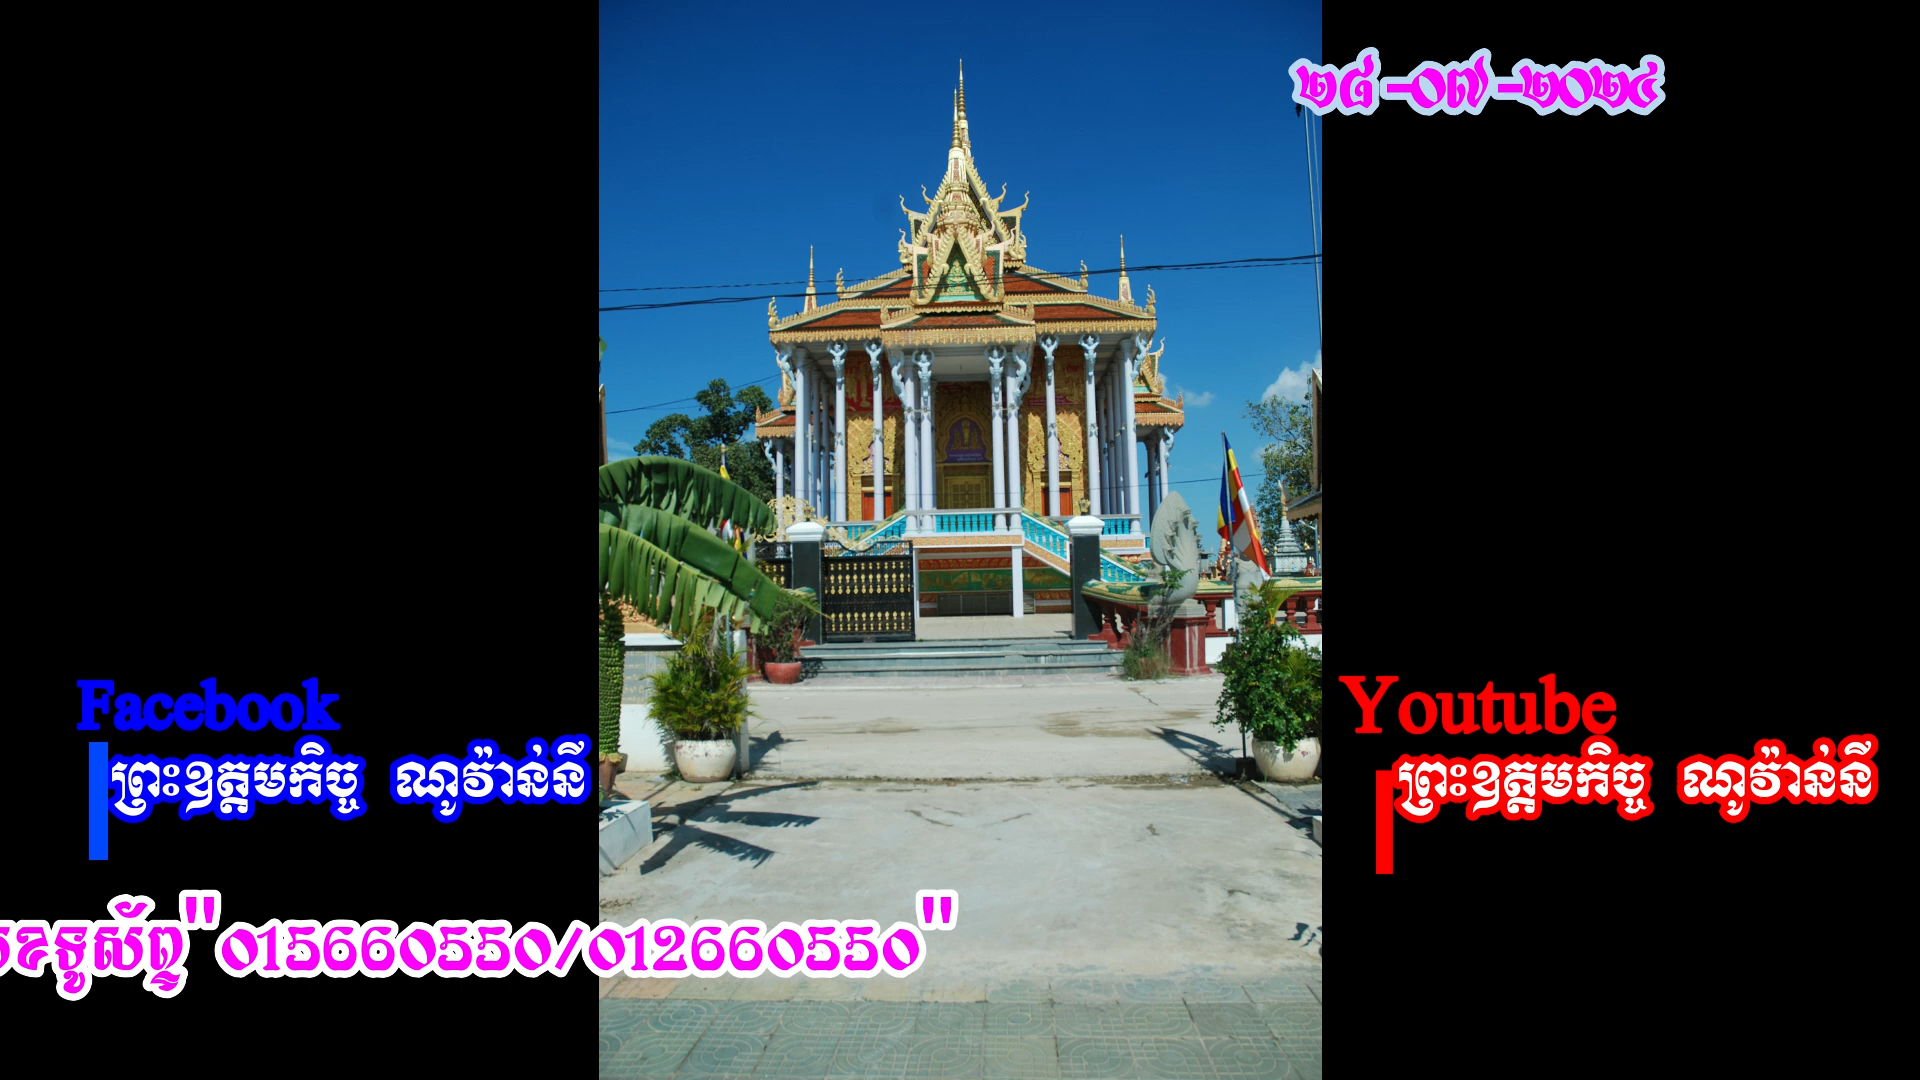 ២៨-០៧-២០២៤
Facebook
ព្រះឧត្តមកិច្ច ណូវ៉ាន់នី
Youtube
ព្រះឧត្តមកិច្ច ណូវ៉ាន់នី
ទូរស័ព្ទ"015660550/012660550"